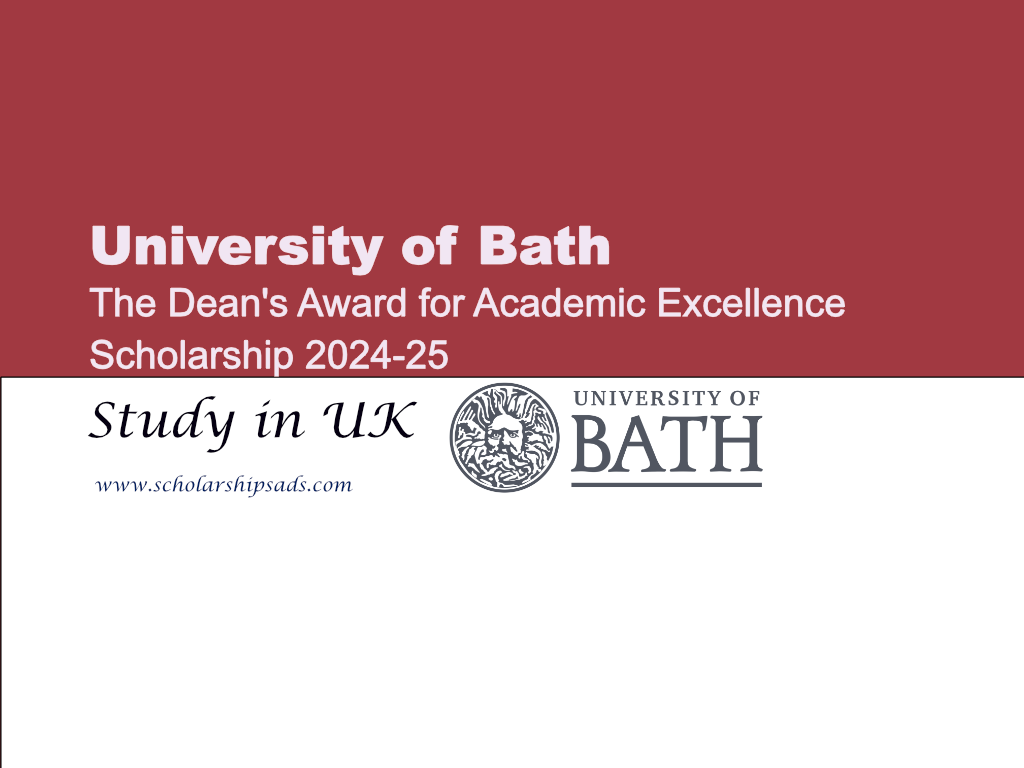 University of Bath
The Dean's Award for Academic Excellence
Scholarship 2024-25
Study in UK
www.scholarshipsads.com
UNIVERSITY OF
BATH